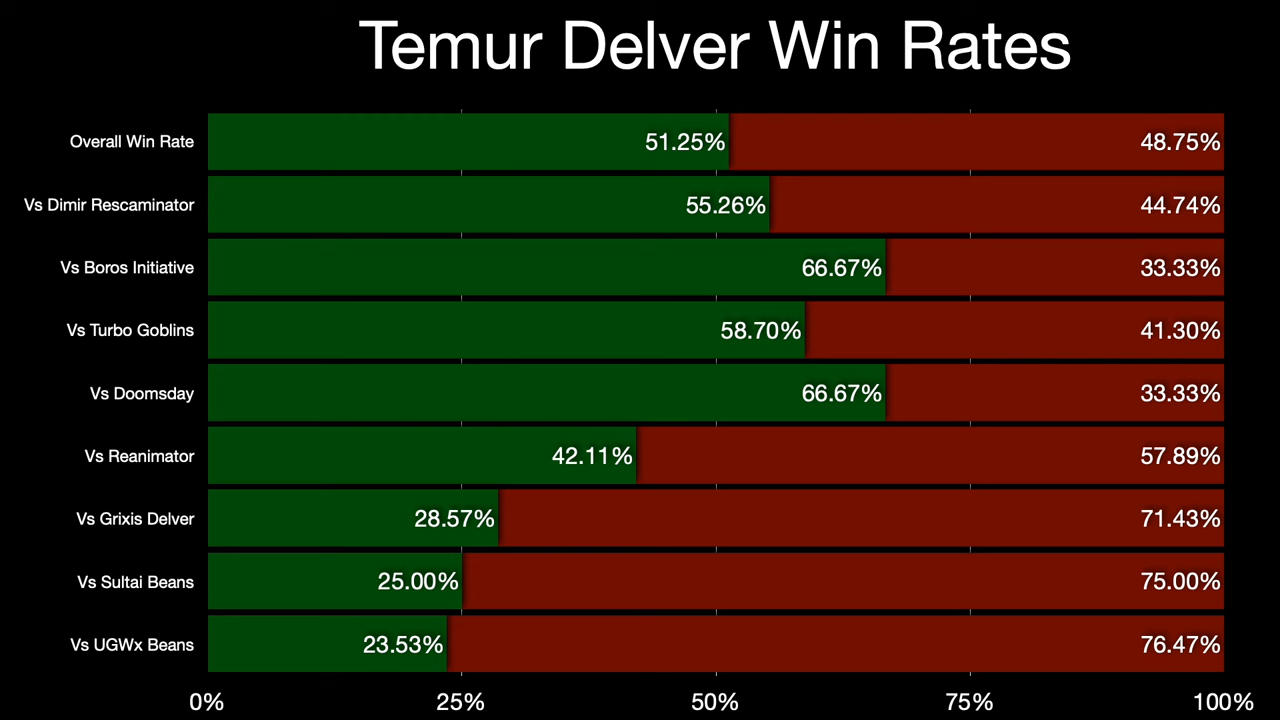 Temur Delver Win Rates
Overall Win Rate 51.25% 48.75%
Vs Dimir Rescaminator 55.26% 44.74%
Vs Boros Initiative 66.67% 33.33%
Vs Turbo Goblins 58.70% 41.30%
Vs Doomsday 66.67% 33.33%
Vs Reanimator 42.11% 57.89%
Vs Grixis Delver 28.57% 71.43%
Vs Sultai Beans 25.00% 75.00%
Vs UGWx Beans 23.53% 76.47%
0% 25% 50% 75% 100%